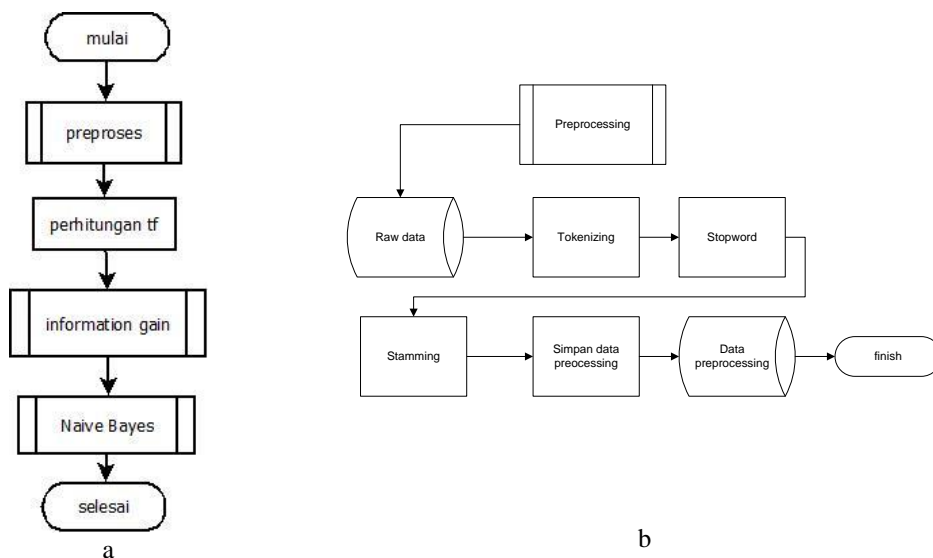 mulai
preproses
perhitungan tf
information gain
Naive Bayes
selesai
a
Preprocessing
Raw data
Tokenizing
Stopword
Stamming
Simpan data
preocessing
Data
preprocessing
finish
b